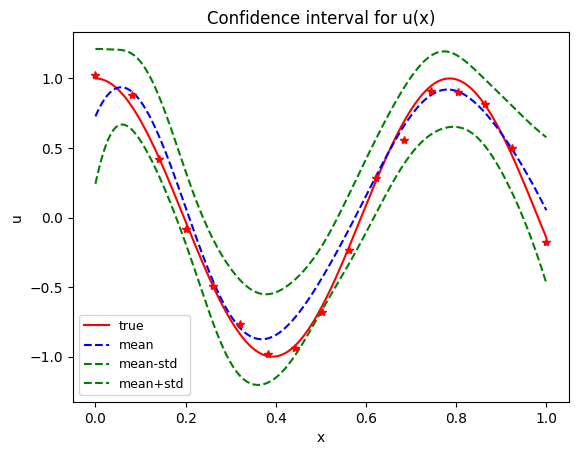 Confidence interval for u(x)
1.0
0.5
0.0
−0.5
−1.0
u
true
mean
mean-std
mean+std
0.0 0.2 0.4 0.6 0.8 1.0
x